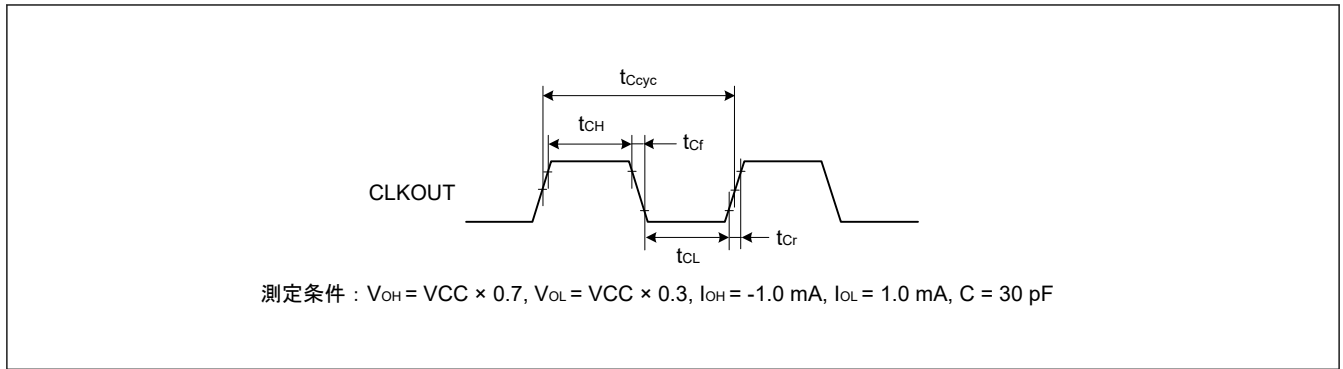 tCcyc
tCH
tCf
CLKOUT
tCr
tCL
測定条件：VOH = VCC × 0.7, VOL = VCC × 0.3, IOH = -1.0 mA, IOL = 1.0 mA, C = 30 pF